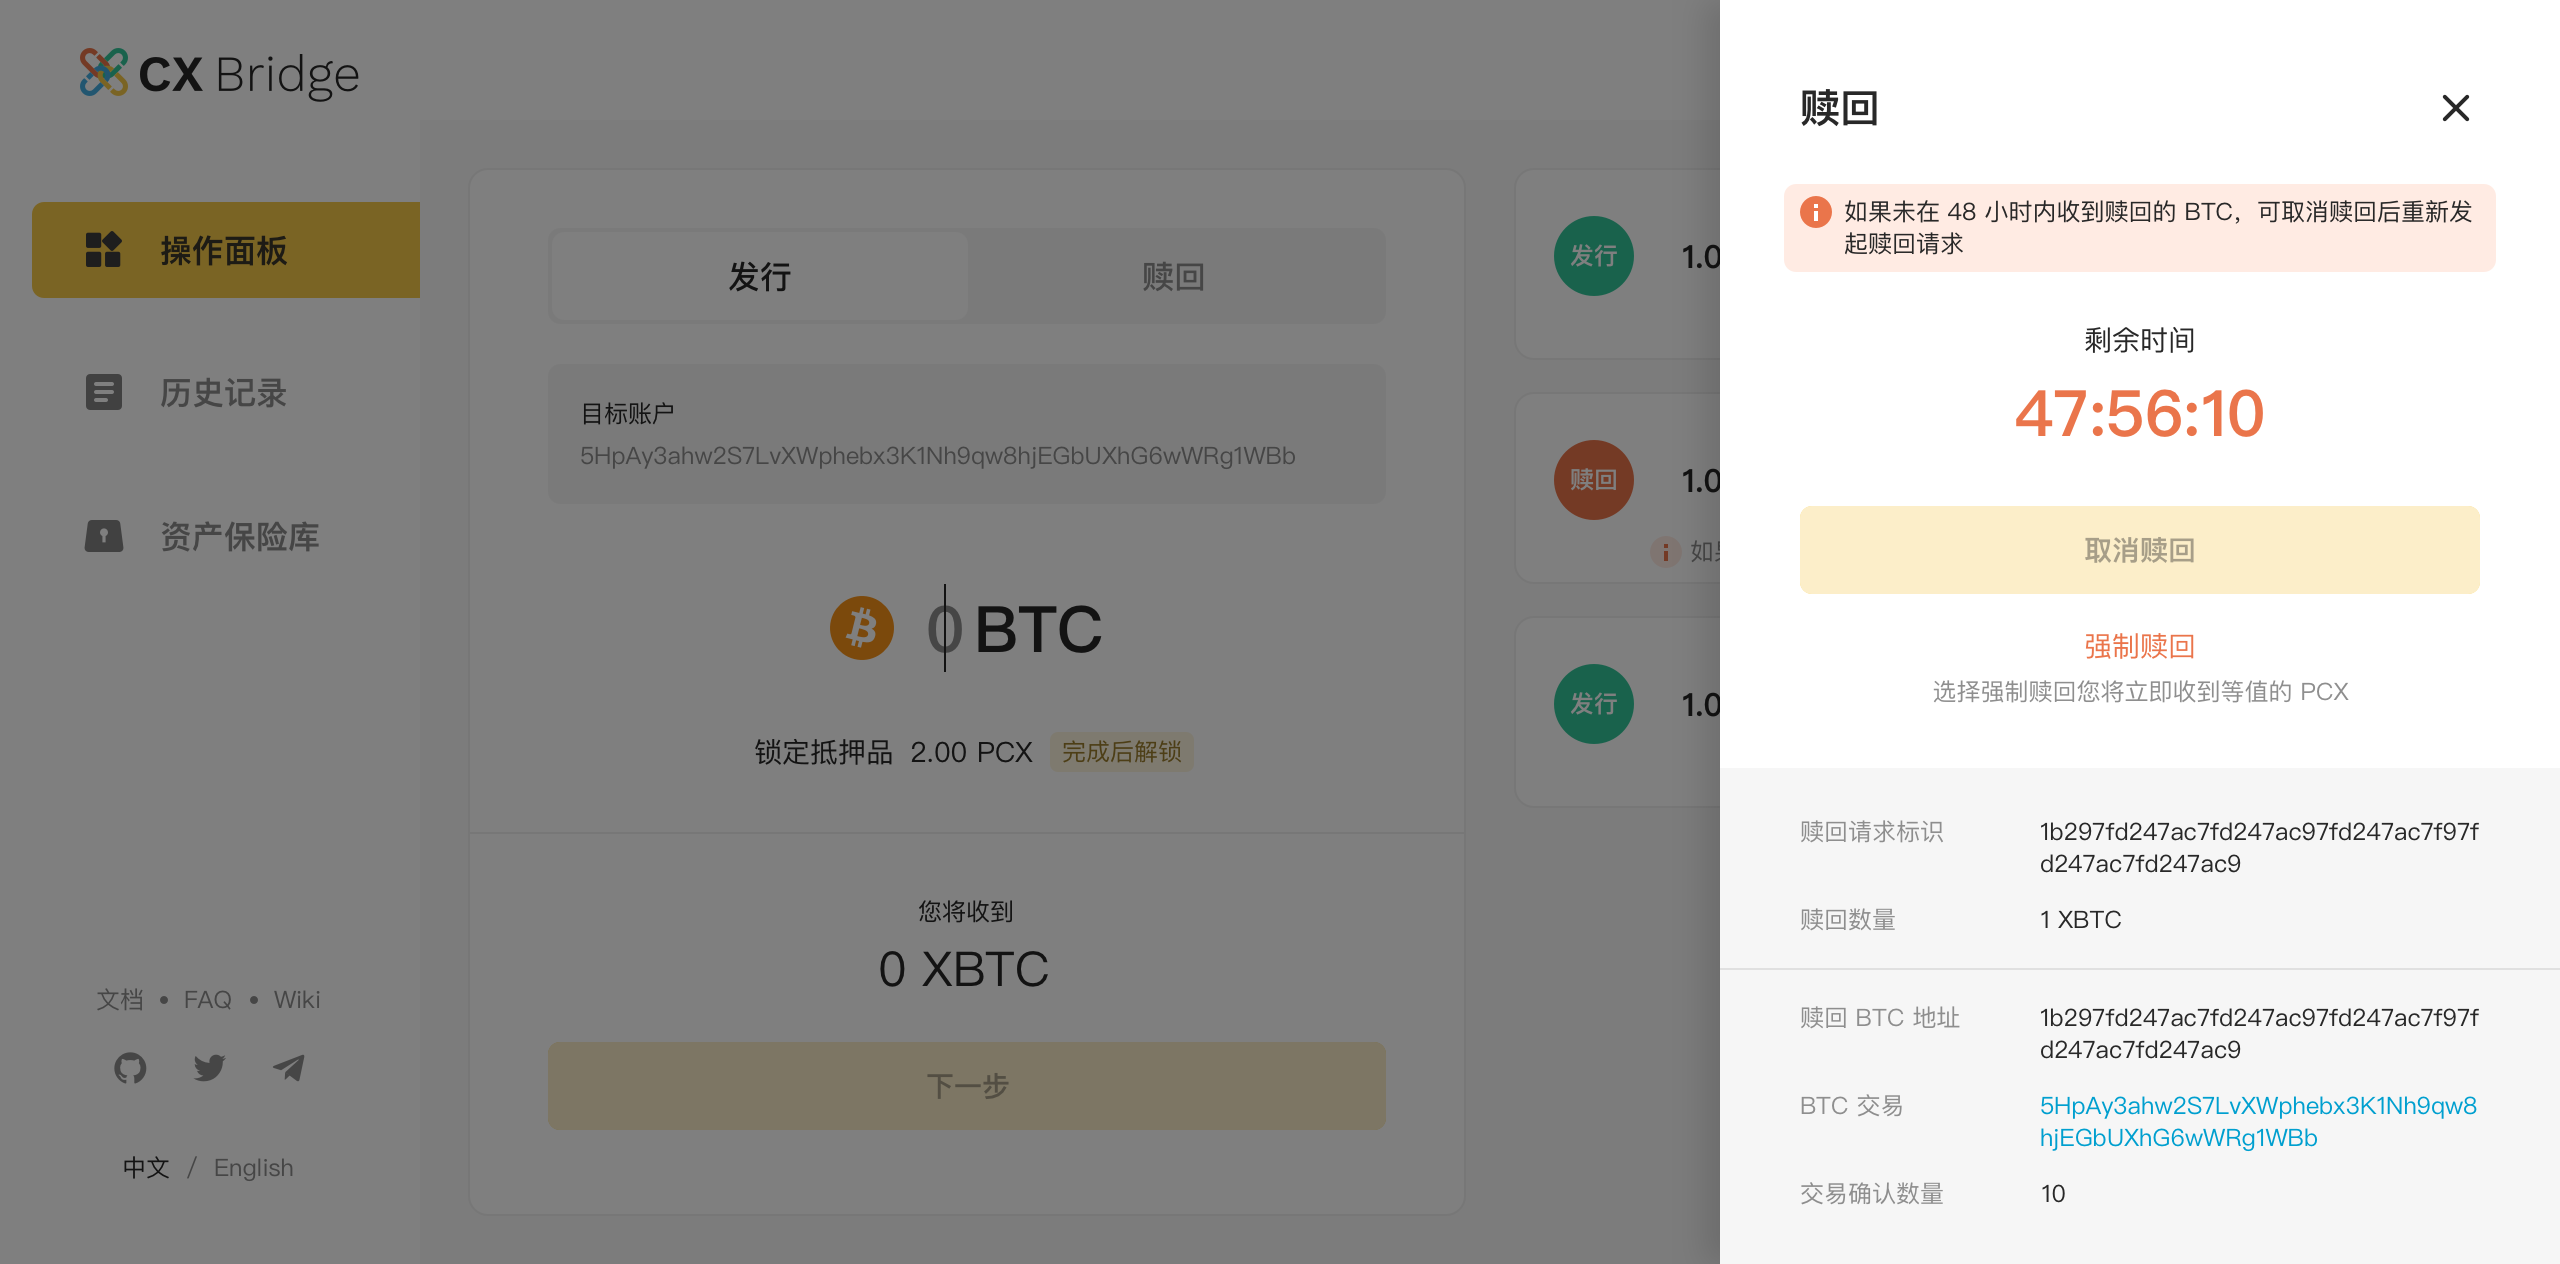 CX Bridge
操作面板
历史记录
资产保险库
文档 • FAQ • Wiki
中文 / English
发行
赎回
目标账户
5HpAy3ahw2S7LvXWphebx3K1Nh9qw8hjEGbUXhG6wWRg1WBb
0 BTC
锁定抵押品 2.00 PCX 完成后解锁
您将收到
0 XBTC
下一步
发行 1.0
赎回 1.0
如
发行 1.0
赎回
如果未在 48 小时内收到赎回的 BTC，可取消赎回后重新发
起赎回请求
剩余时间
47:56:10
取消赎回
强制赎回
选择强制赎回您将立即收到等值的 PCX
赎回请求标识
1b297fd247ac7fd247ac97fd247ac7f97f
d247ac7fd247ac9
赎回数量
1 XBTC
赎回 BTC 地址
1b297fd247ac7fd247ac97fd247ac7f97f
d247ac7fd247ac9
BTC 交易
5HpAy3ahw2S7LvXWphebx3K1Nh9qw8
hjEGbUXhG6wWRg1WBb
交易确认数量
10